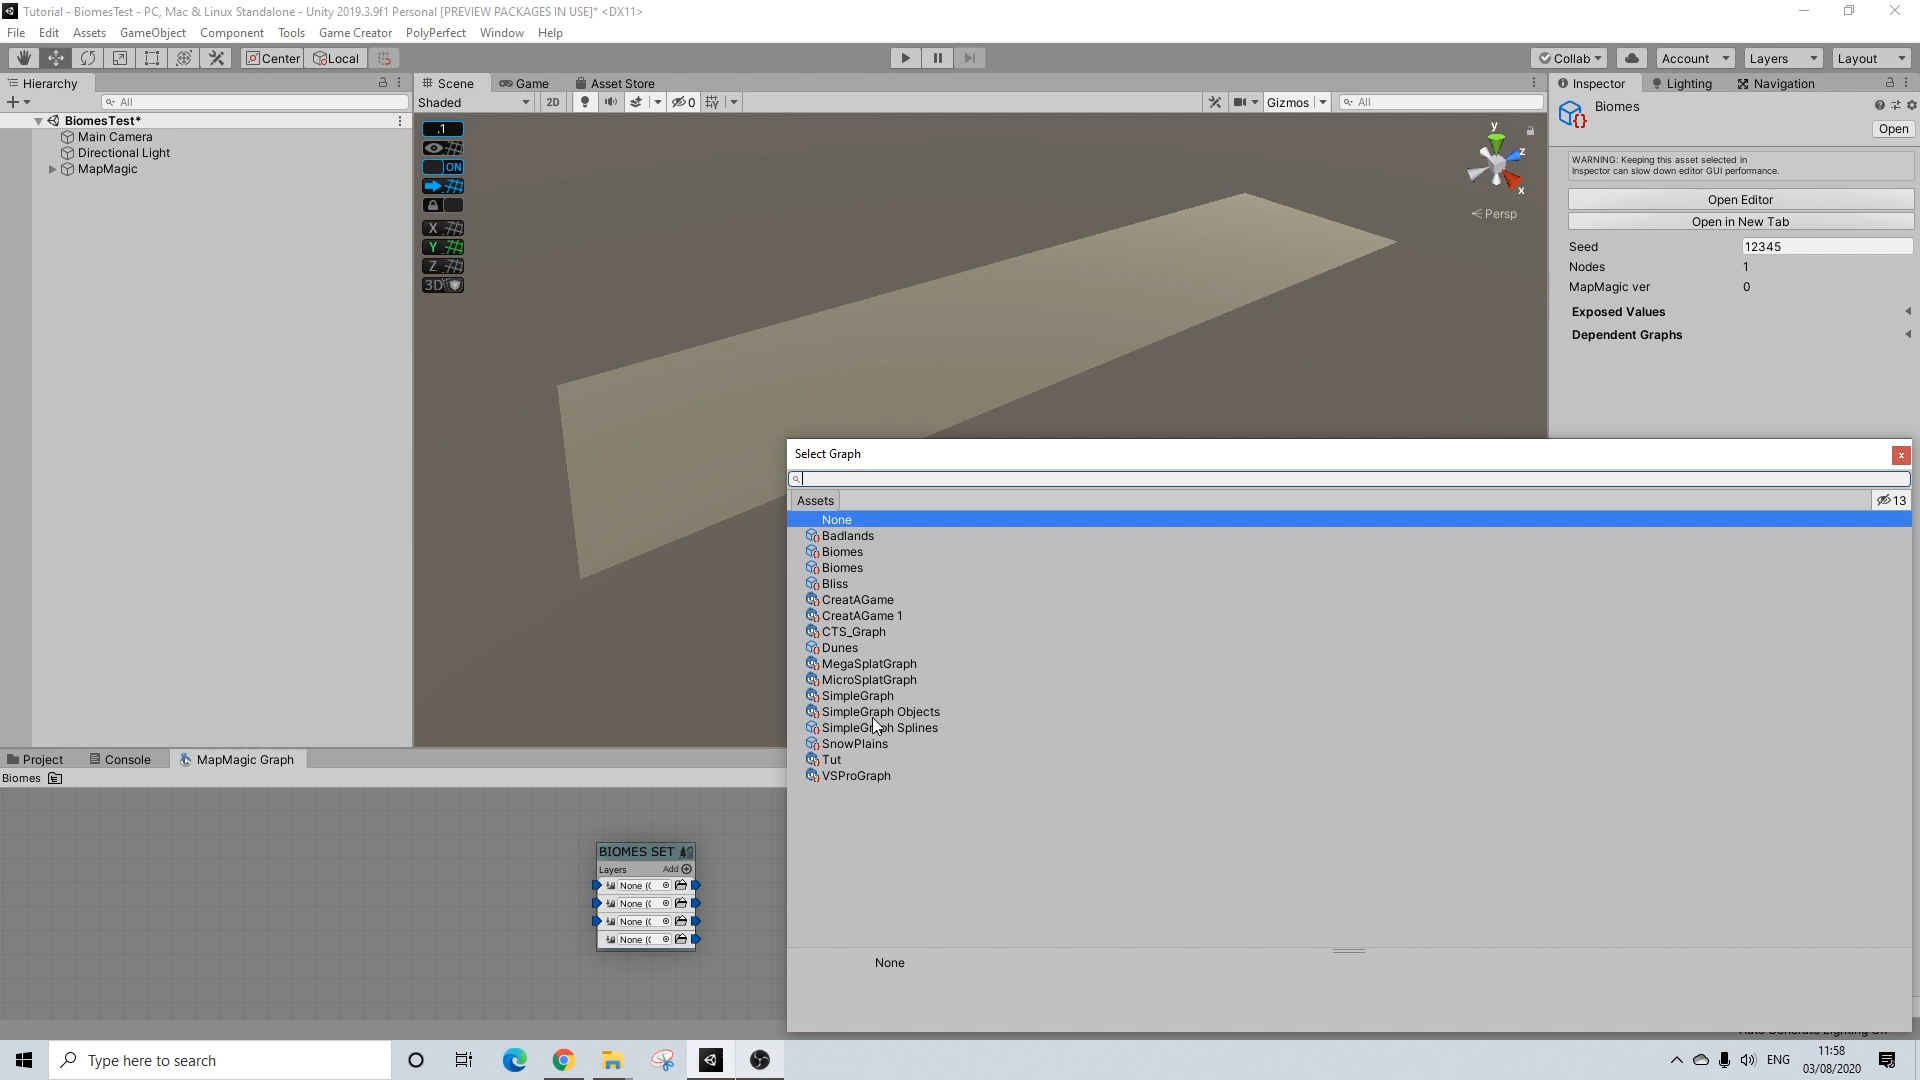 Tutorial - BiomesTest - PC, Mac & Linux Standalone - Unity 2019.3.9f1 Personal [PREVIEW PACKAGES IN USE]* <DX11>
File Edit Assets GameObject Component Tools Game Creator PolyPerfect Window Help
Center Local Collab Account Layers Layout
Hierarchy Scene Game Asset Store Inspector Lighting Navigation
All Shaded 2D 0 Gizmos All
Biomes
Open
BiomesTest*
Main Camera
Directional Light
MapMagic
.1
ON
X
Y
Z
3D
y
z
x
Persp
WARNING: Keeping this asset selected in
Inspector can slow down editor GUI performance.
Open Editor
Open in New Tab
Seed 12345
Nodes 1
MapMagic ver 0
Exposed Values
Dependent Graphs
Select Graph
Assets 13
None
Badlands
Biomes
Biomes
Bliss
CreatAGame
CreatAGame 1
CTS_Graph
Dunes
MegaSplatGraph
MicroSplatGraph
SimpleGraph
SimpleGraph Objects
SimpleGraph Splines
SnowPlains
Tut
VSProGraph
None
Project Console MapMagic Graph
Biomes
BIOMES SET
Layers Add
None ((
None ((
None ((
None ((
Type here to search
ENG
11:58
03/08/2020